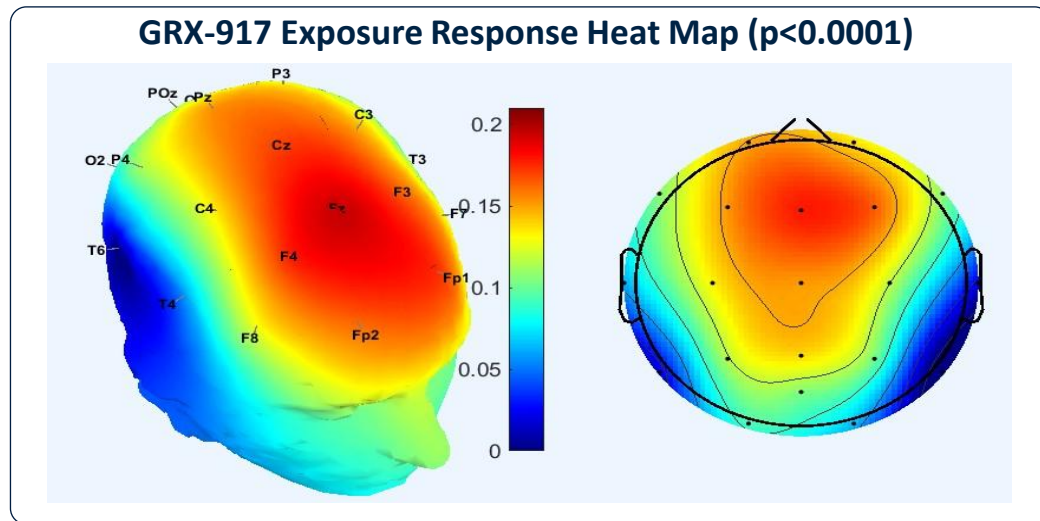 GRX-917 Exposure Response Heat Map (p<0.0001)
P3
POz
Pz
C3
0.2
Cz
T3
O2
P4
F3
0.15
C4
F7
T6
F4
Fp1
0.1
T4
F8
Fp2
0.05
0